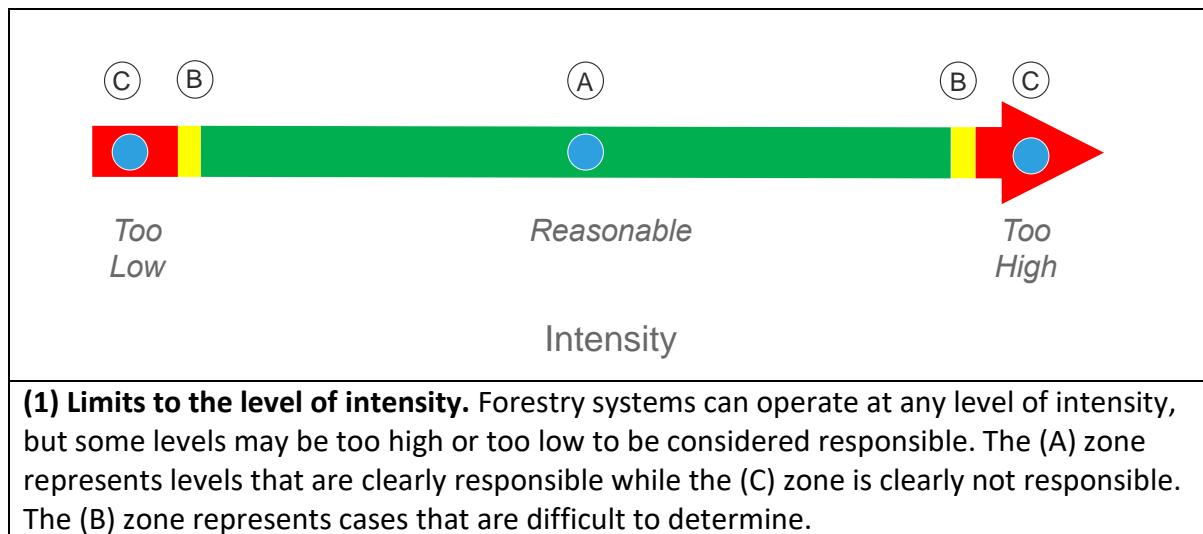 C B A B C
Too
Low
Reasonable
Too
High
Intensity
(1) Limits to the level of intensity. Forestry systems can operate at any level of intensity,
but some levels may be too high or too low to be considered responsible. The (A) zone
represents levels that are clearly responsible while the (C) zone is clearly not responsible.
The (B) zone represents cases that are difficult to determine.